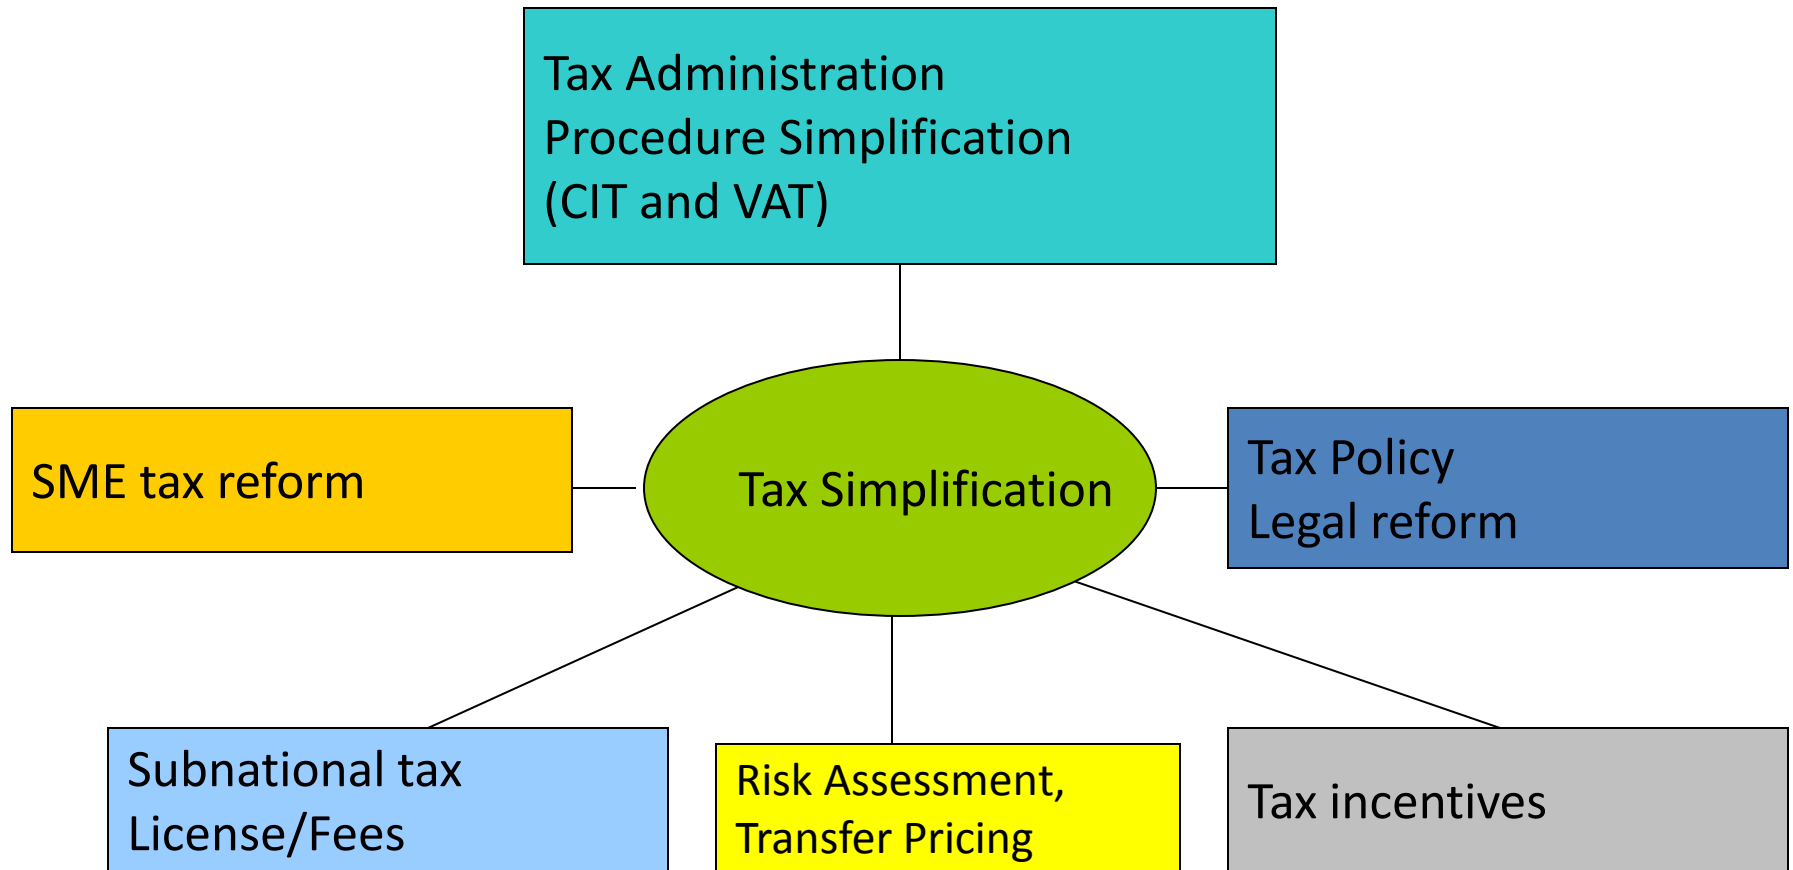 Tax Administration
Procedure Simplification
(CIT and VAT)
SME tax reform
Tax Simplification
Tax Policy
Legal reform
Subnational tax
License/Fees
Risk Assessment,
Transfer Pricing
Tax incentives